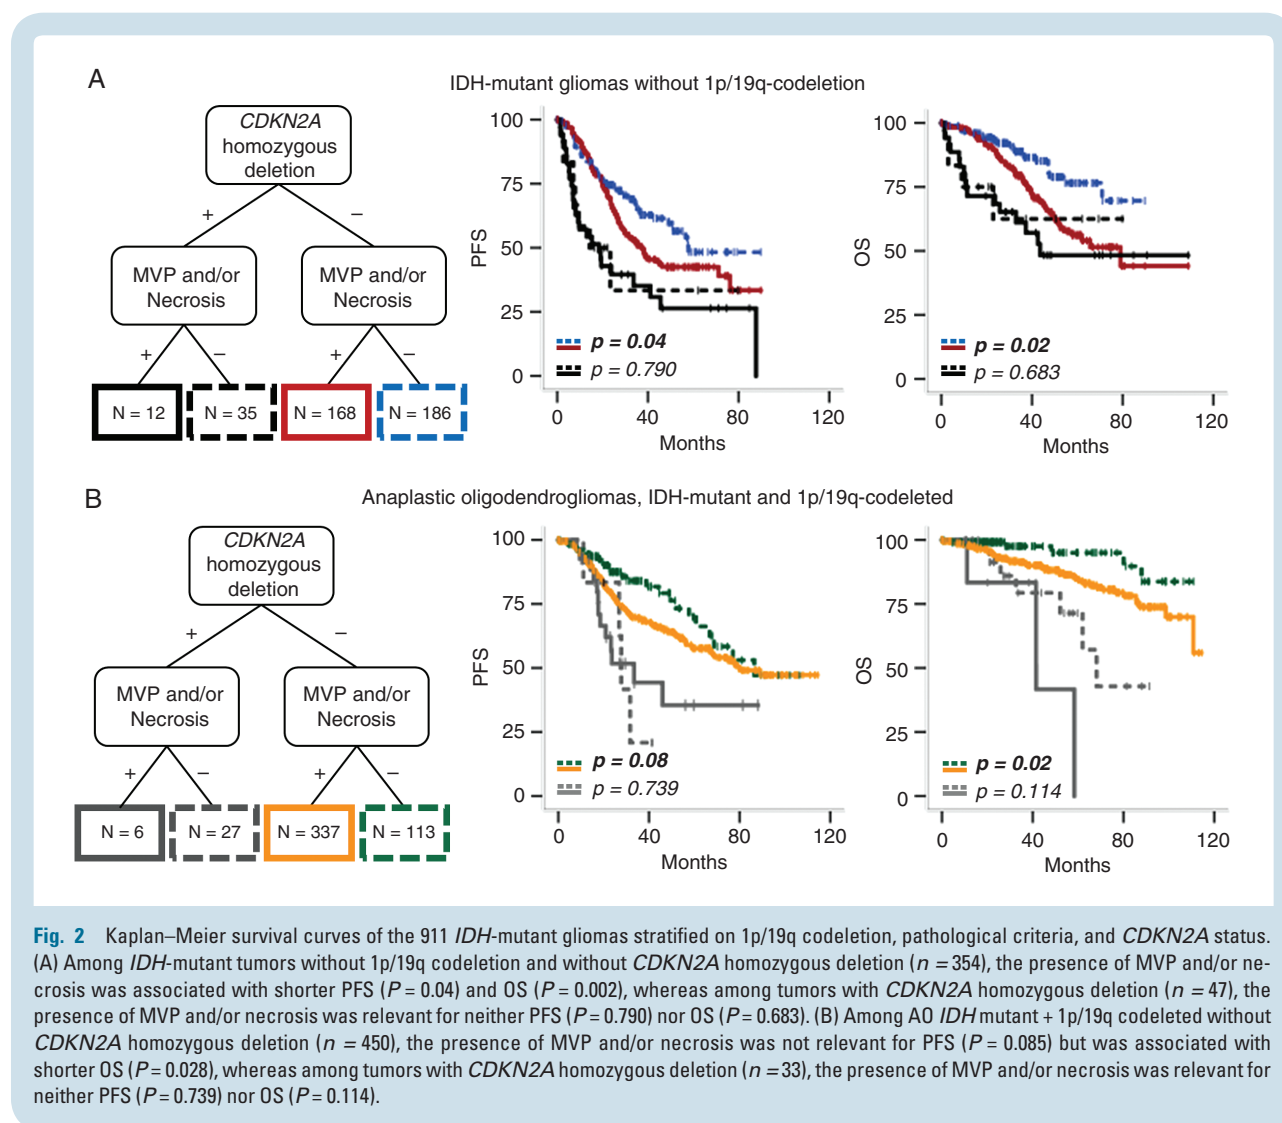 A
IDH-mutant gliomas without 1p/19q-codeletion
CDKN2A
homozygous
deletion
+
−
MVP and/or
Necrosis
MVP and/or
Necrosis
+
−
+
−
N = 12
N = 35
N = 168
N = 186
PFS
100
75
50
25
0
p = 0.04
p = 0.790
0
40
80
120
Months
OS
100
75
50
25
0
p = 0.02
p = 0.683
0
40
80
120
Months
B
Anaplastic oligodendrogliomas, IDH-mutant and 1p/19q-codeleted
CDKN2A
homozygous
deletion
+
−
MVP and/or
Necrosis
MVP and/or
Necrosis
+
−
+
−
N = 6
N = 27
N = 337
N = 113
PFS
100
75
50
25
0
p = 0.08
p = 0.739
0
40
80
120
Months
OS
100
75
50
25
0
p = 0.02
p = 0.114
0
40
80
120
Months
Fig. 2 Kaplan–Meier survival curves of the 911 IDH-mutant gliomas stratified on 1p/19q codeletion, pathological criteria, and CDKN2A status.
(A) Among IDH-mutant tumors without 1p/19q codeletion and without CDKN2A homozygous deletion (n = 354), the presence of MVP and/or ne-
crosis was associated with shorter PFS (P = 0.04) and OS (P = 0.002), whereas among tumors with CDKN2A homozygous deletion (n = 47), the
presence of MVP and/or necrosis was relevant for neither PFS (P = 0.790) nor OS (P = 0.683). (B) Among AO IDH mutant + 1p/19q codeleted without
CDKN2A homozygous deletion (n = 450), the presence of MVP and/or necrosis was not relevant for PFS (P = 0.085) but was associated with
shorter OS (P = 0.028), whereas among tumors with CDKN2A homozygous deletion (n = 33), the presence of MVP and/or necrosis was relevant for
neither PFS (P = 0.739) nor OS (P = 0.114).